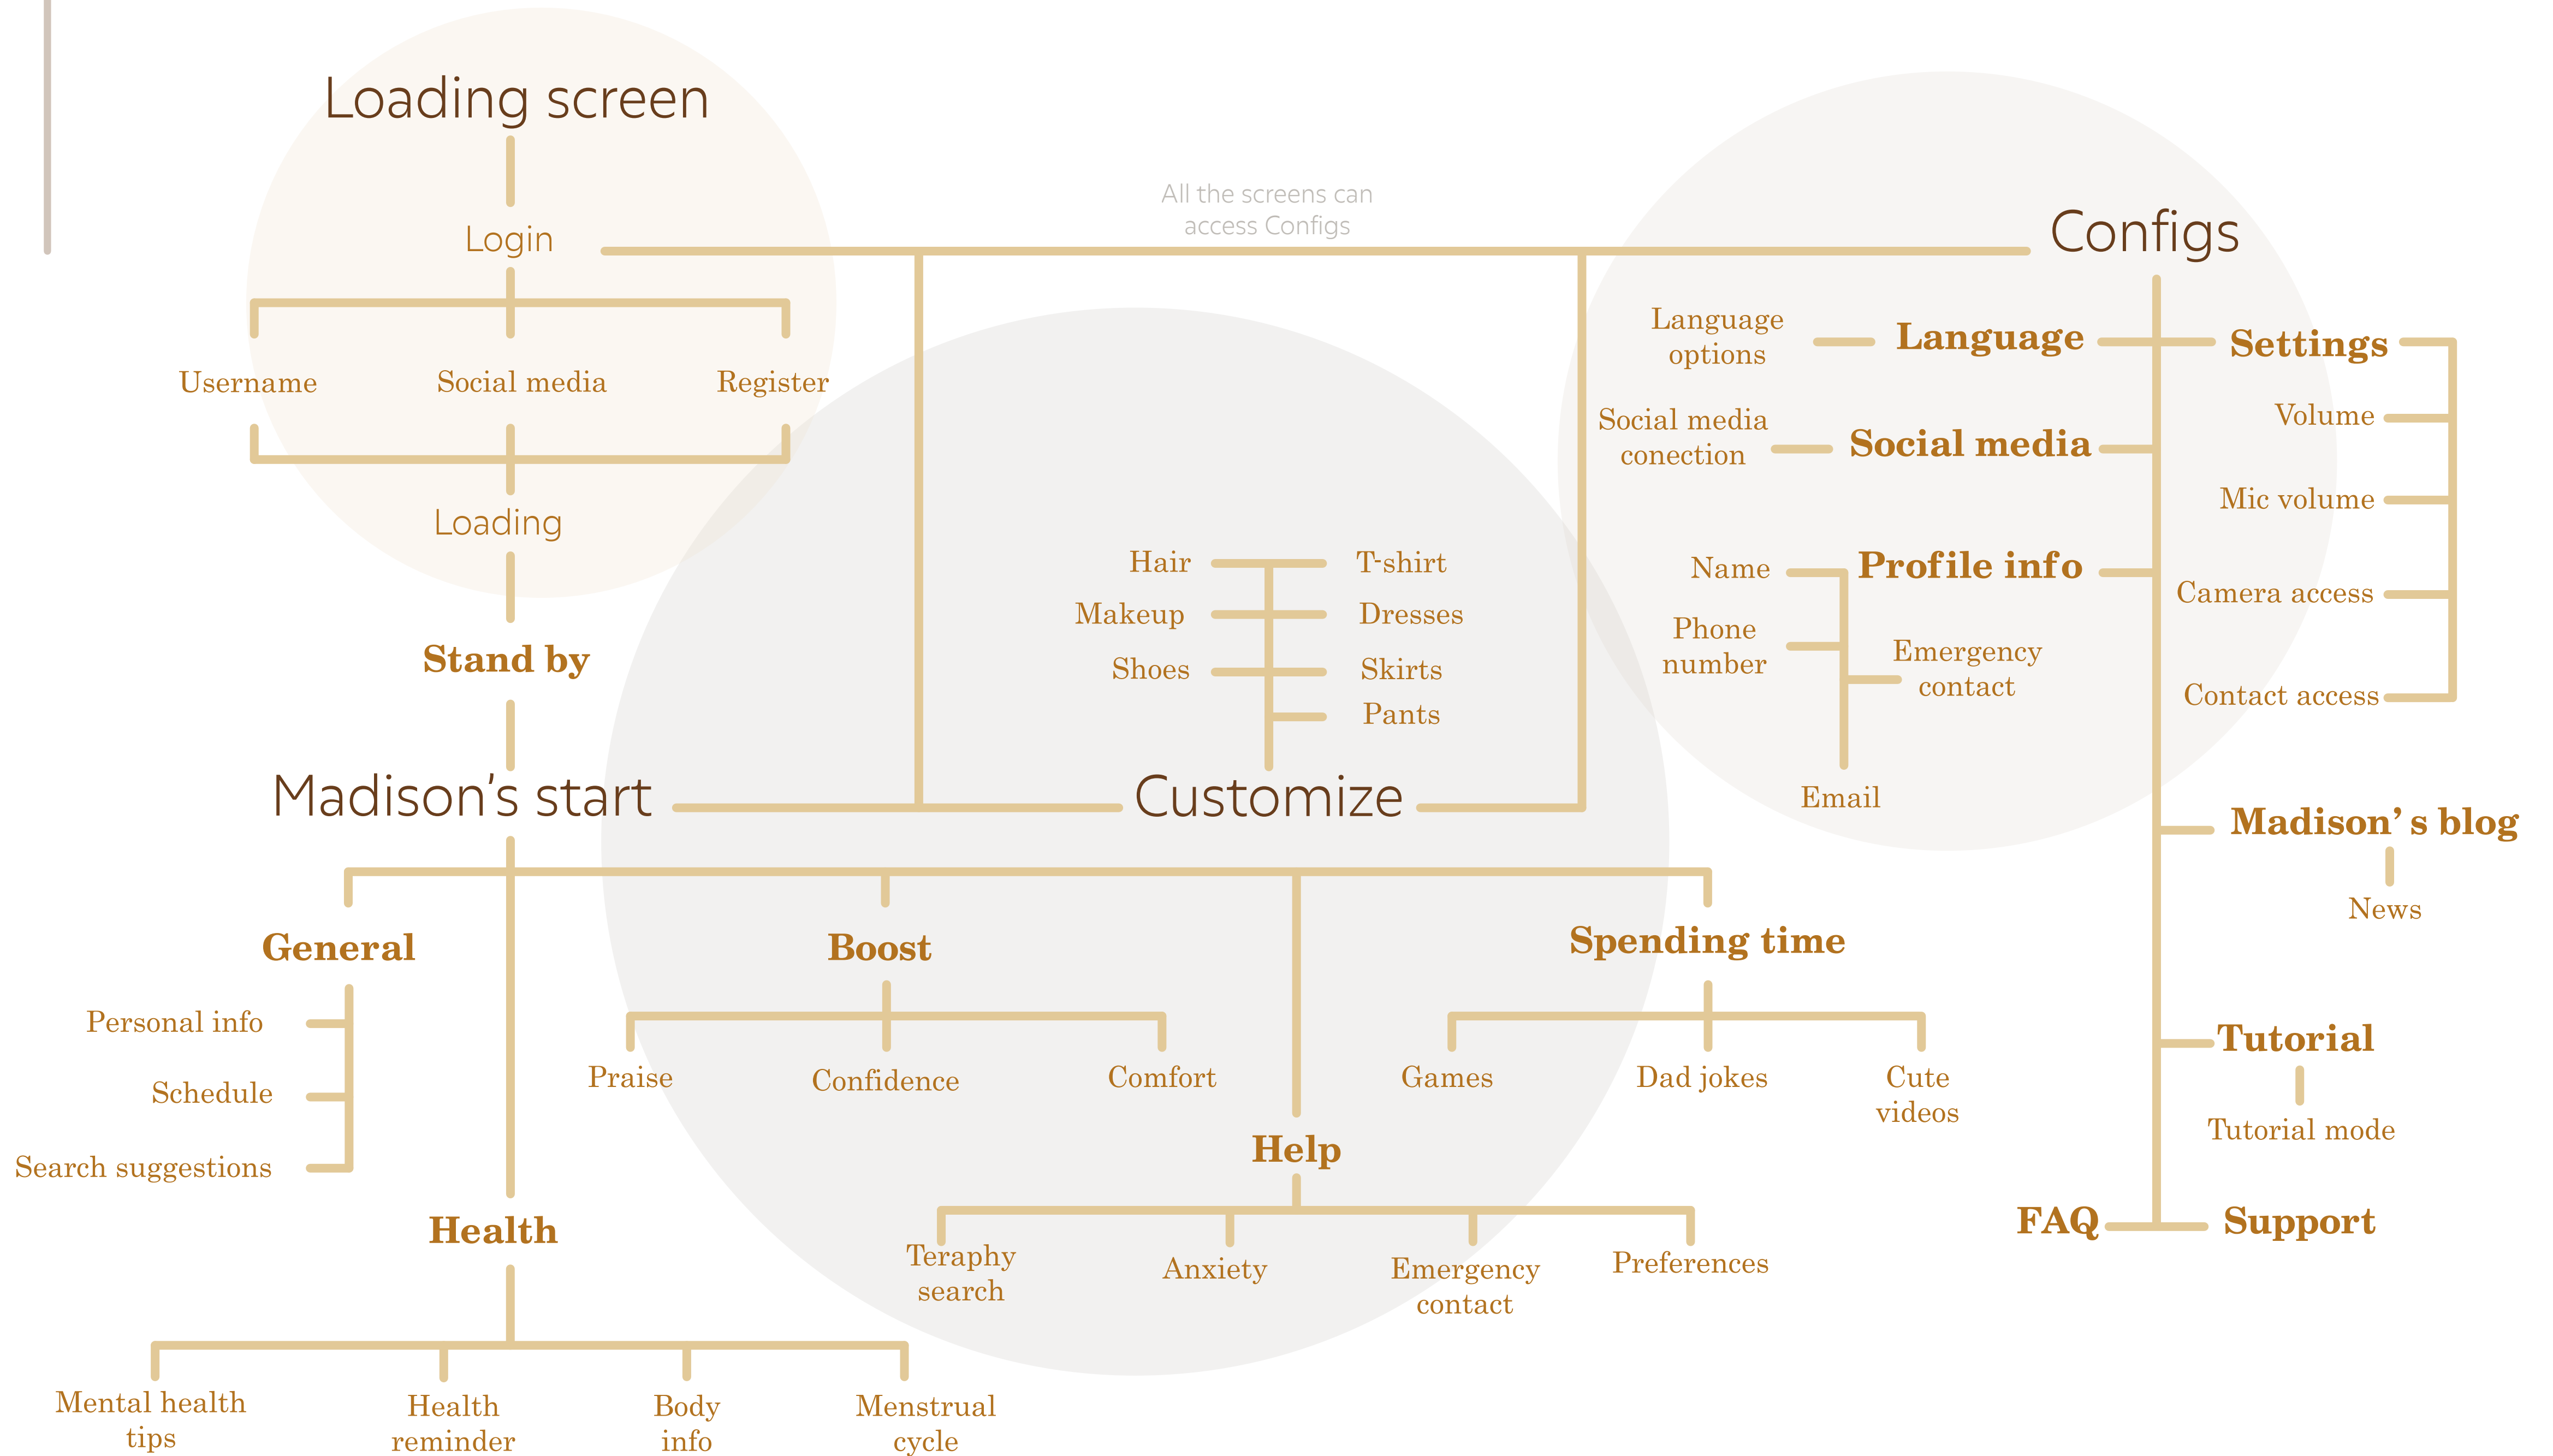 Loading screen
Login
Username
Social media
Register
Loading
Stand by
Madison's start
All the screens can
access Configs
Configs
Language
options
Language
Settings
Social media
conection
Social media
Volume
Mic volume
Name
Profile info
Camera access
Phone
number
Emergency
contact
Contact access
Email
Madison's blog
News
Tutorial
Tutorial mode
FAQ
Support
Hair
T-shirt
Makeup
Dresses
Shoes
Skirts
Pants
Customize
General
Personal info
Schedule
Search suggestions
Boost
Praise
Confidence
Comfort
Spending time
Games
Dad jokes
Cute
videos
Help
Teraphy
search
Anxiety
Emergency
contact
Preferences
Health
Mental health
tips
Health
reminder
Body
info
Menstrual
cycle